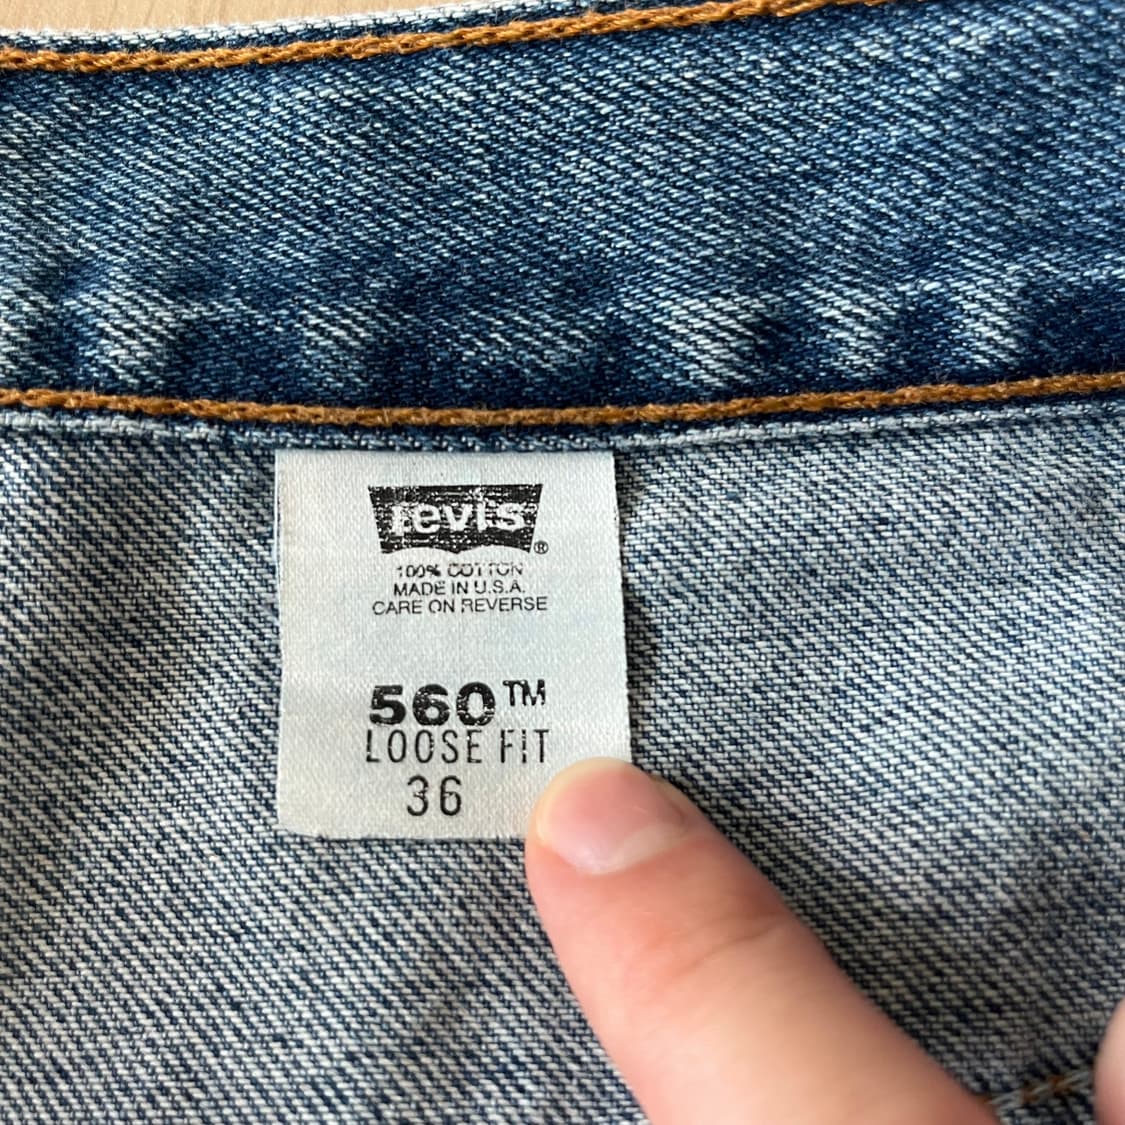 Levi's®
100% COTTON
MADE IN U.S.A.
CARE ON REVERSE
560™
LOOSE FIT
36